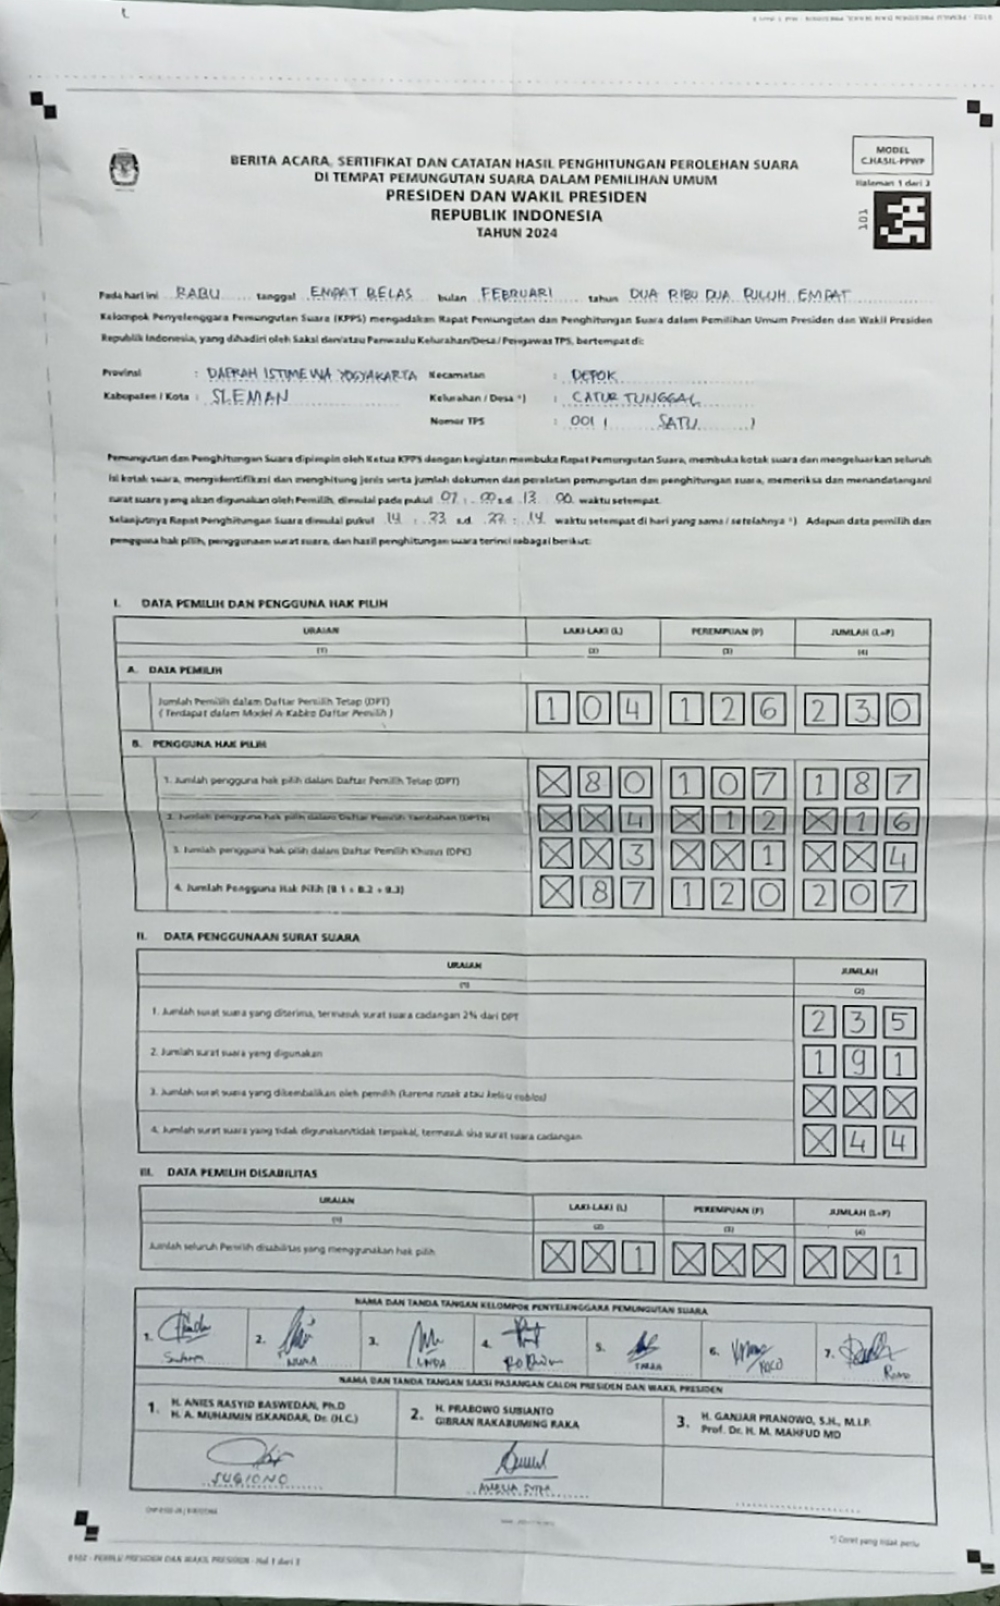 MODEL
C.HASIL-PPWP
Halaman 1 dari 3
101
BERITA ACARA, SERTIFIKAT DAN CATATAN HASIL PENGHITUNGAN PEROLEHAN SUARA
DI TEMPAT PEMUNGUTAN SUARA DALAM PEMILIHAN UMUM
PRESIDEN DAN WAKIL PRESIDEN
REPUBLIK INDONESIA
TAHUN 2024
Pada hari ini RABU tanggal EMPAT BELAS bulan FEBRUARI tahun DUA RIBU DUA PULUH EMPAT
Kelompok Penyelenggara Pemungutan Suara (KPPS) mengadakan Rapat Pemungutan dan Penghitungan Suara dalam Pemilihan Umum Presiden dan Wakil Presiden
Republik Indonesia, yang dihadiri oleh Saksi dan/atau Panwaslu Kelurahan/Desa/ Pengawas TPS, bertempat di:
Provinsi : DAERAH ISTIMEWA YOGYAKARTA Kecamatan : DEPOK
Kabupaten / Kota : SLEMAN Kelurahan / Desa *) : CATUR TUNGGAL
Nomor TPS : 001 ( SATU )
Pemungutan dan Penghitungan Suara dipimpin oleh Ketua KPPS dengan kegiatan membuka Rapat Pemungutan Suara, membuka kotak suara dan mengeluarkan seluruh
isi kotak suara, mengidentifikasi dan menghitung jenis serta jumlah dokumen dan peralatan pemungutan dan penghitungan suara, memeriksa dan menandatangani
surat suara yang akan digunakan oleh Pemilih, dimulai pada pukul 07 : 00 s.d. 13 00 waktu setempat.
Selanjutnya Rapat Penghitungan Suara dimulai pukul 14 : 23 s.d. 22 : 14 waktu setempat di hari yang sama / setelahnya *) Adapun data pemilih dan
pengguna hak pilih, penggunaan surat suara, dan hasil penghitungan suara terinci sebagai berikut:
I. DATA PEMILIH DAN PENGGUNA HAK PILIH
URAIAN LAKI-LAKI (L) PEREMPUAN (P) JUMLAH (L+P)
(1) (2) (3) (4)
A. DATA PEMILIH
Jumlah Pemilih dalam Daftar Pemilih Tetap (DPT)
( Terdapat dalam Model A-Kabko Daftar Pemilih ) 104 126 230
B. PENGGUNA HAK PILIH
1. Jumlah pengguna hak pilih dalam Daftar Pemilih Tetap (DPT) X80 107 187
2. Jumlah pengguna hak pilih dalam Daftar Pemilih Tambahan (DPTb) XX4 X12 X16
3. Jumlah pengguna hak pilih dalam Daftar Pemilih Khusus (DPK) XX3 XX1 XX4
4. Jumlah Pengguna Hak Pilih (B.1 + B.2 + B.3) X87 120 207
II. DATA PENGGUNAAN SURAT SUARA
URAIAN JUMLAH
(1) (2)
1. Jumlah surat suara yang diterima, termasuk surat suara cadangan 2% dari DPT 235
2. Jumlah surat suara yang digunakan 191
3. Jumlah surat suara yang dikembalikan oleh pemilih (karena rusak atau keliru coblos) XXX
4. Jumlah surat suara yang tidak digunakan/tidak terpakai, termasuk sisa surat suara cadangan X44
III. DATA PEMILIH DISABILITAS
URAIAN LAKI-LAKI (L) PEREMPUAN (P) JUMLAH (L+P)
(1) (2) (3) (4)
Jumlah seluruh Pemilih disabilitas yang menggunakan hak pilih XX1 XXX XX1
NAMA DAN TANDA TANGAN KELOMPOK PENYELENGGARA PEMUNGUTAN SUARA
1. 2. 3. 4. 5. 6. 7.
LINDA YOCO
NAMA DAN TANDA TANGAN SAKSI PASANGAN CALON PRESIDEN DAN WAKIL PRESIDEN
1. H. ANIES RASYID BASWEDAN, Ph.D
H. A. MUHAIMIN ISKANDAR, Dr. (H.C.)
2. H. PRABOWO SUBIANTO
GIBRAN RAKABUMING RAKA
3. H. GANJAR PRANOWO, S.H., M.I.P.
Prof. Dr. H. M. MAHFUD MD
SUGIONO
*) Coret yang tidak perlu
0102 - PEMILU PRESIDEN DAN WAKIL PRESIDEN - Hal 1 dari 3